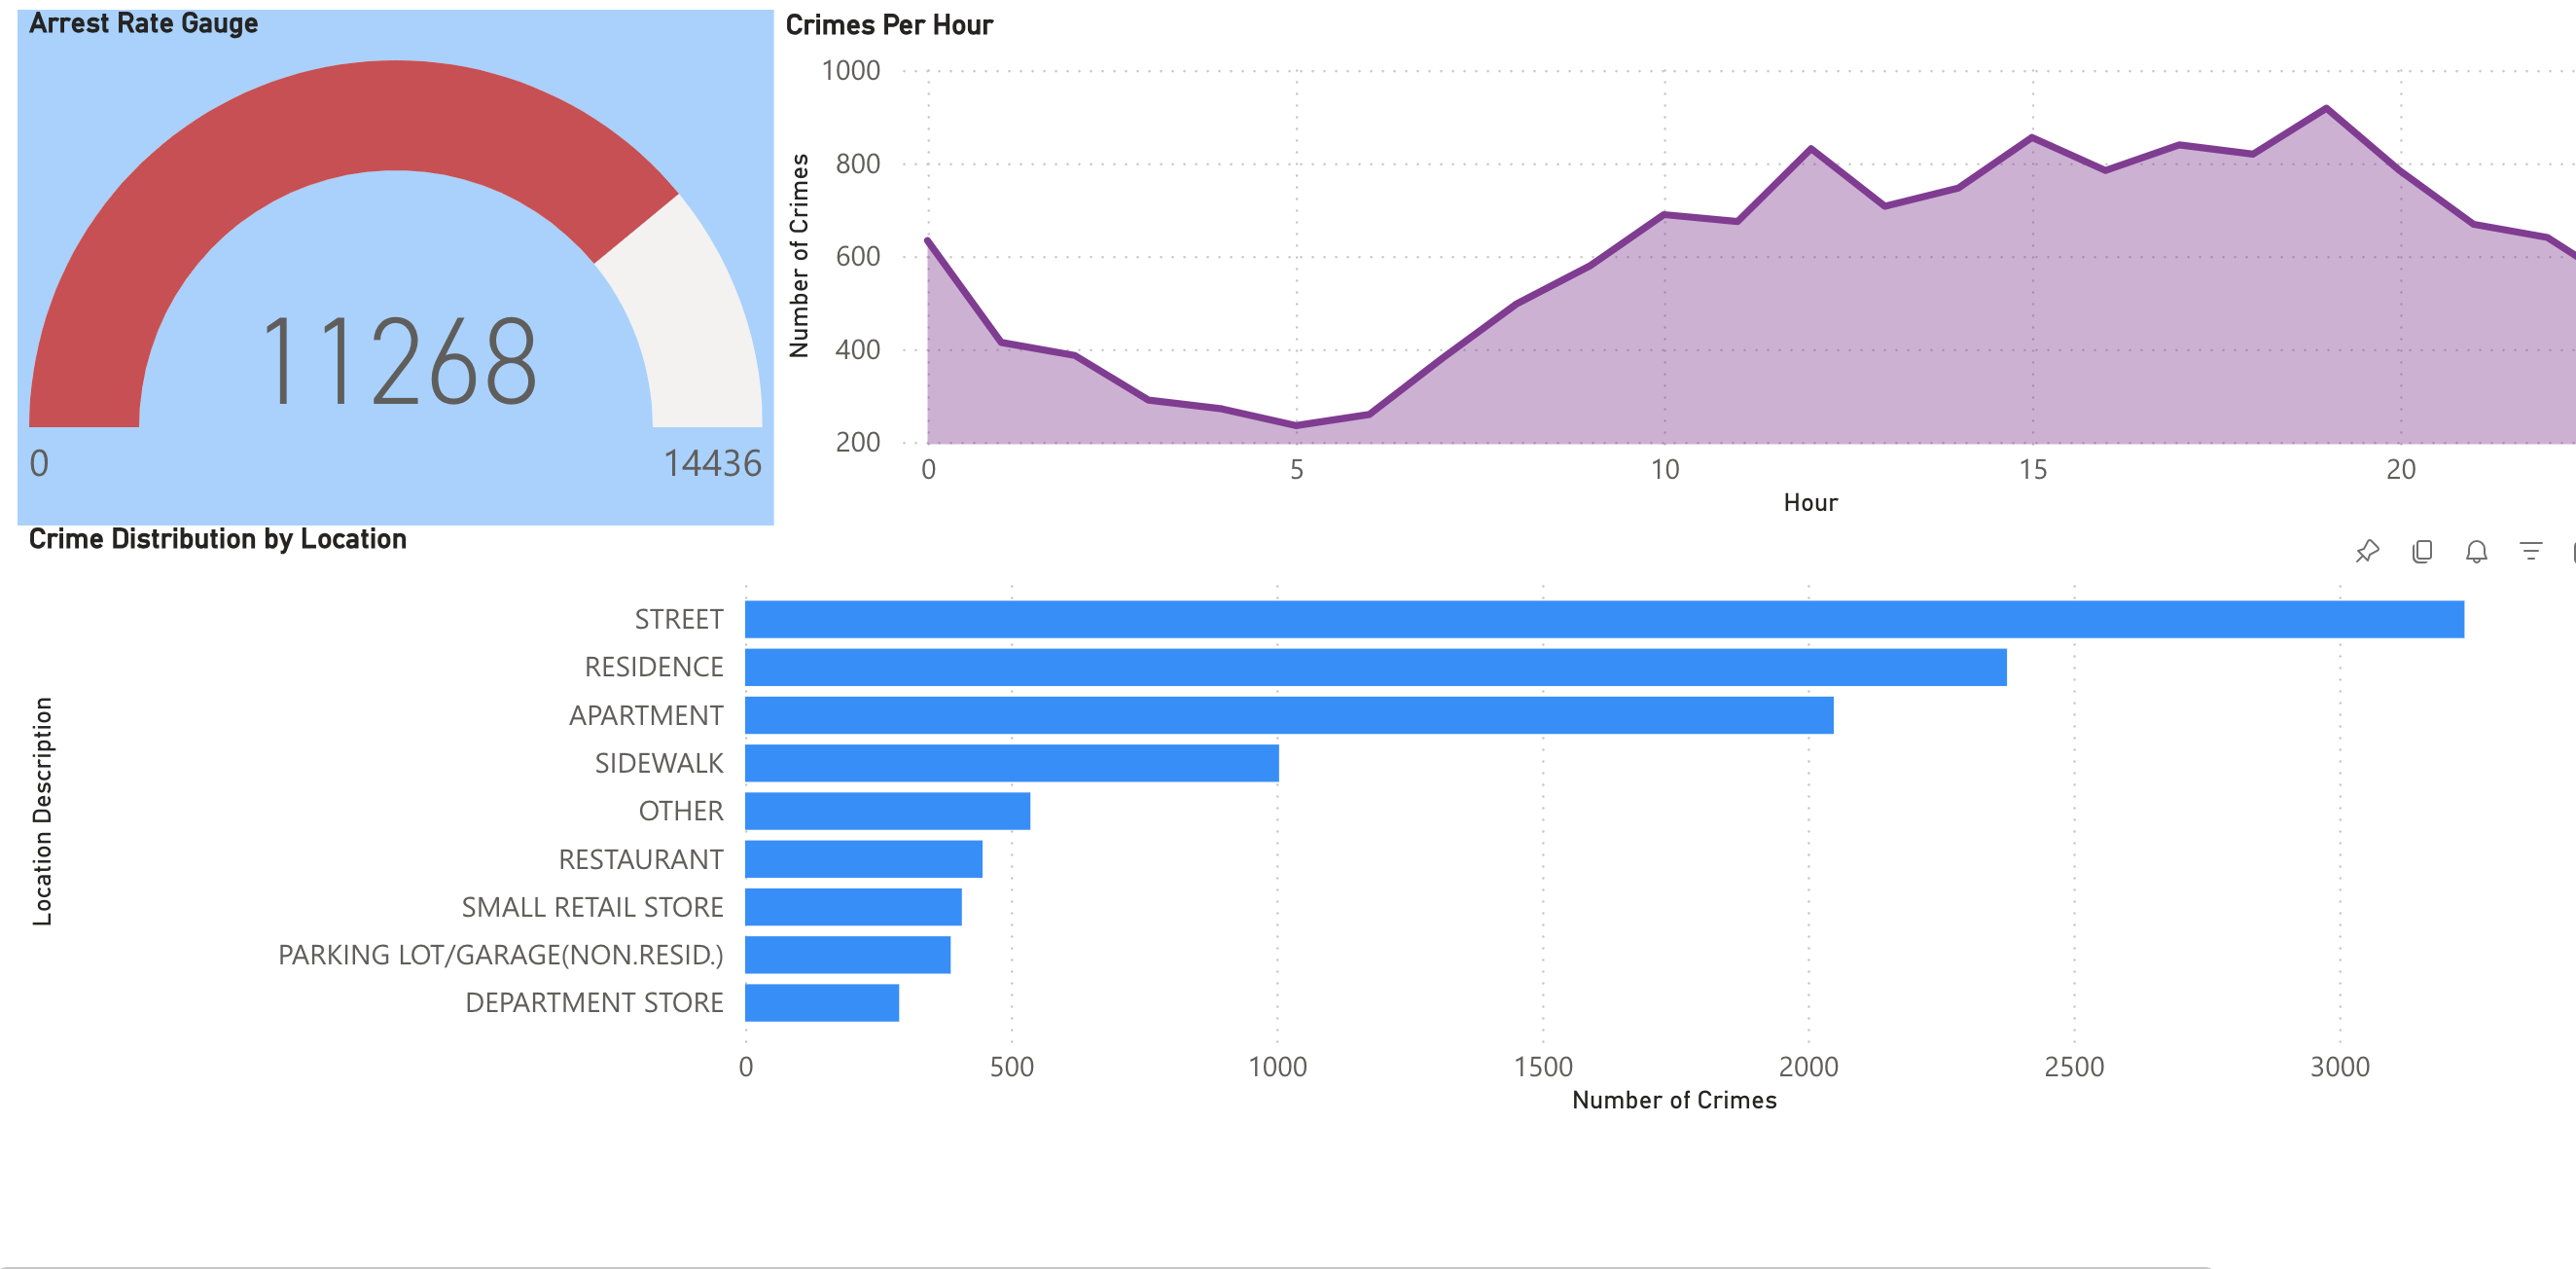 Arrest Rate Gauge
11268
0
14436
Crimes Per Hour
Number of Crimes
1000
800
600
400
200
0 5 10 15 20
Hour
Crime Distribution by Location
Location Description
STREET
RESIDENCE
APARTMENT
SIDEWALK
OTHER
RESTAURANT
SMALL RETAIL STORE
PARKING LOT/GARAGE(NON.RESID.)
DEPARTMENT STORE
0 500 1000 1500 2000 2500 3000
Number of Crimes